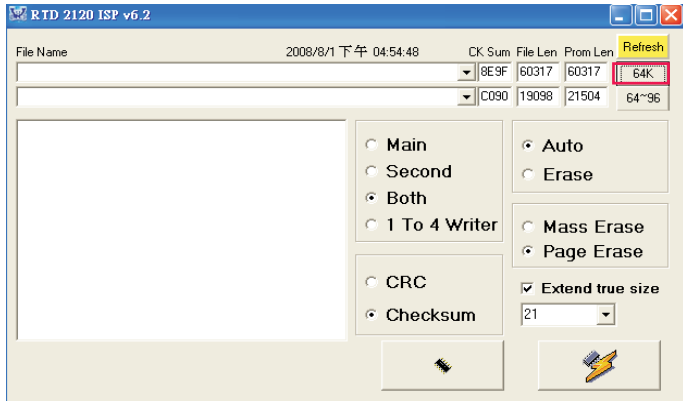 RTD 2120 ISP v6.2
File Name 2008/8/1 下午 04:54:48 CK Sum File Len Prom Len Refresh
8E9F 60317 60317 64K
C090 19098 21504 64~96
Main
Second
Both
1 To 4 Writer
Auto
Erase
Mass Erase
Page Erase
CRC
Checksum
Extend true size
21